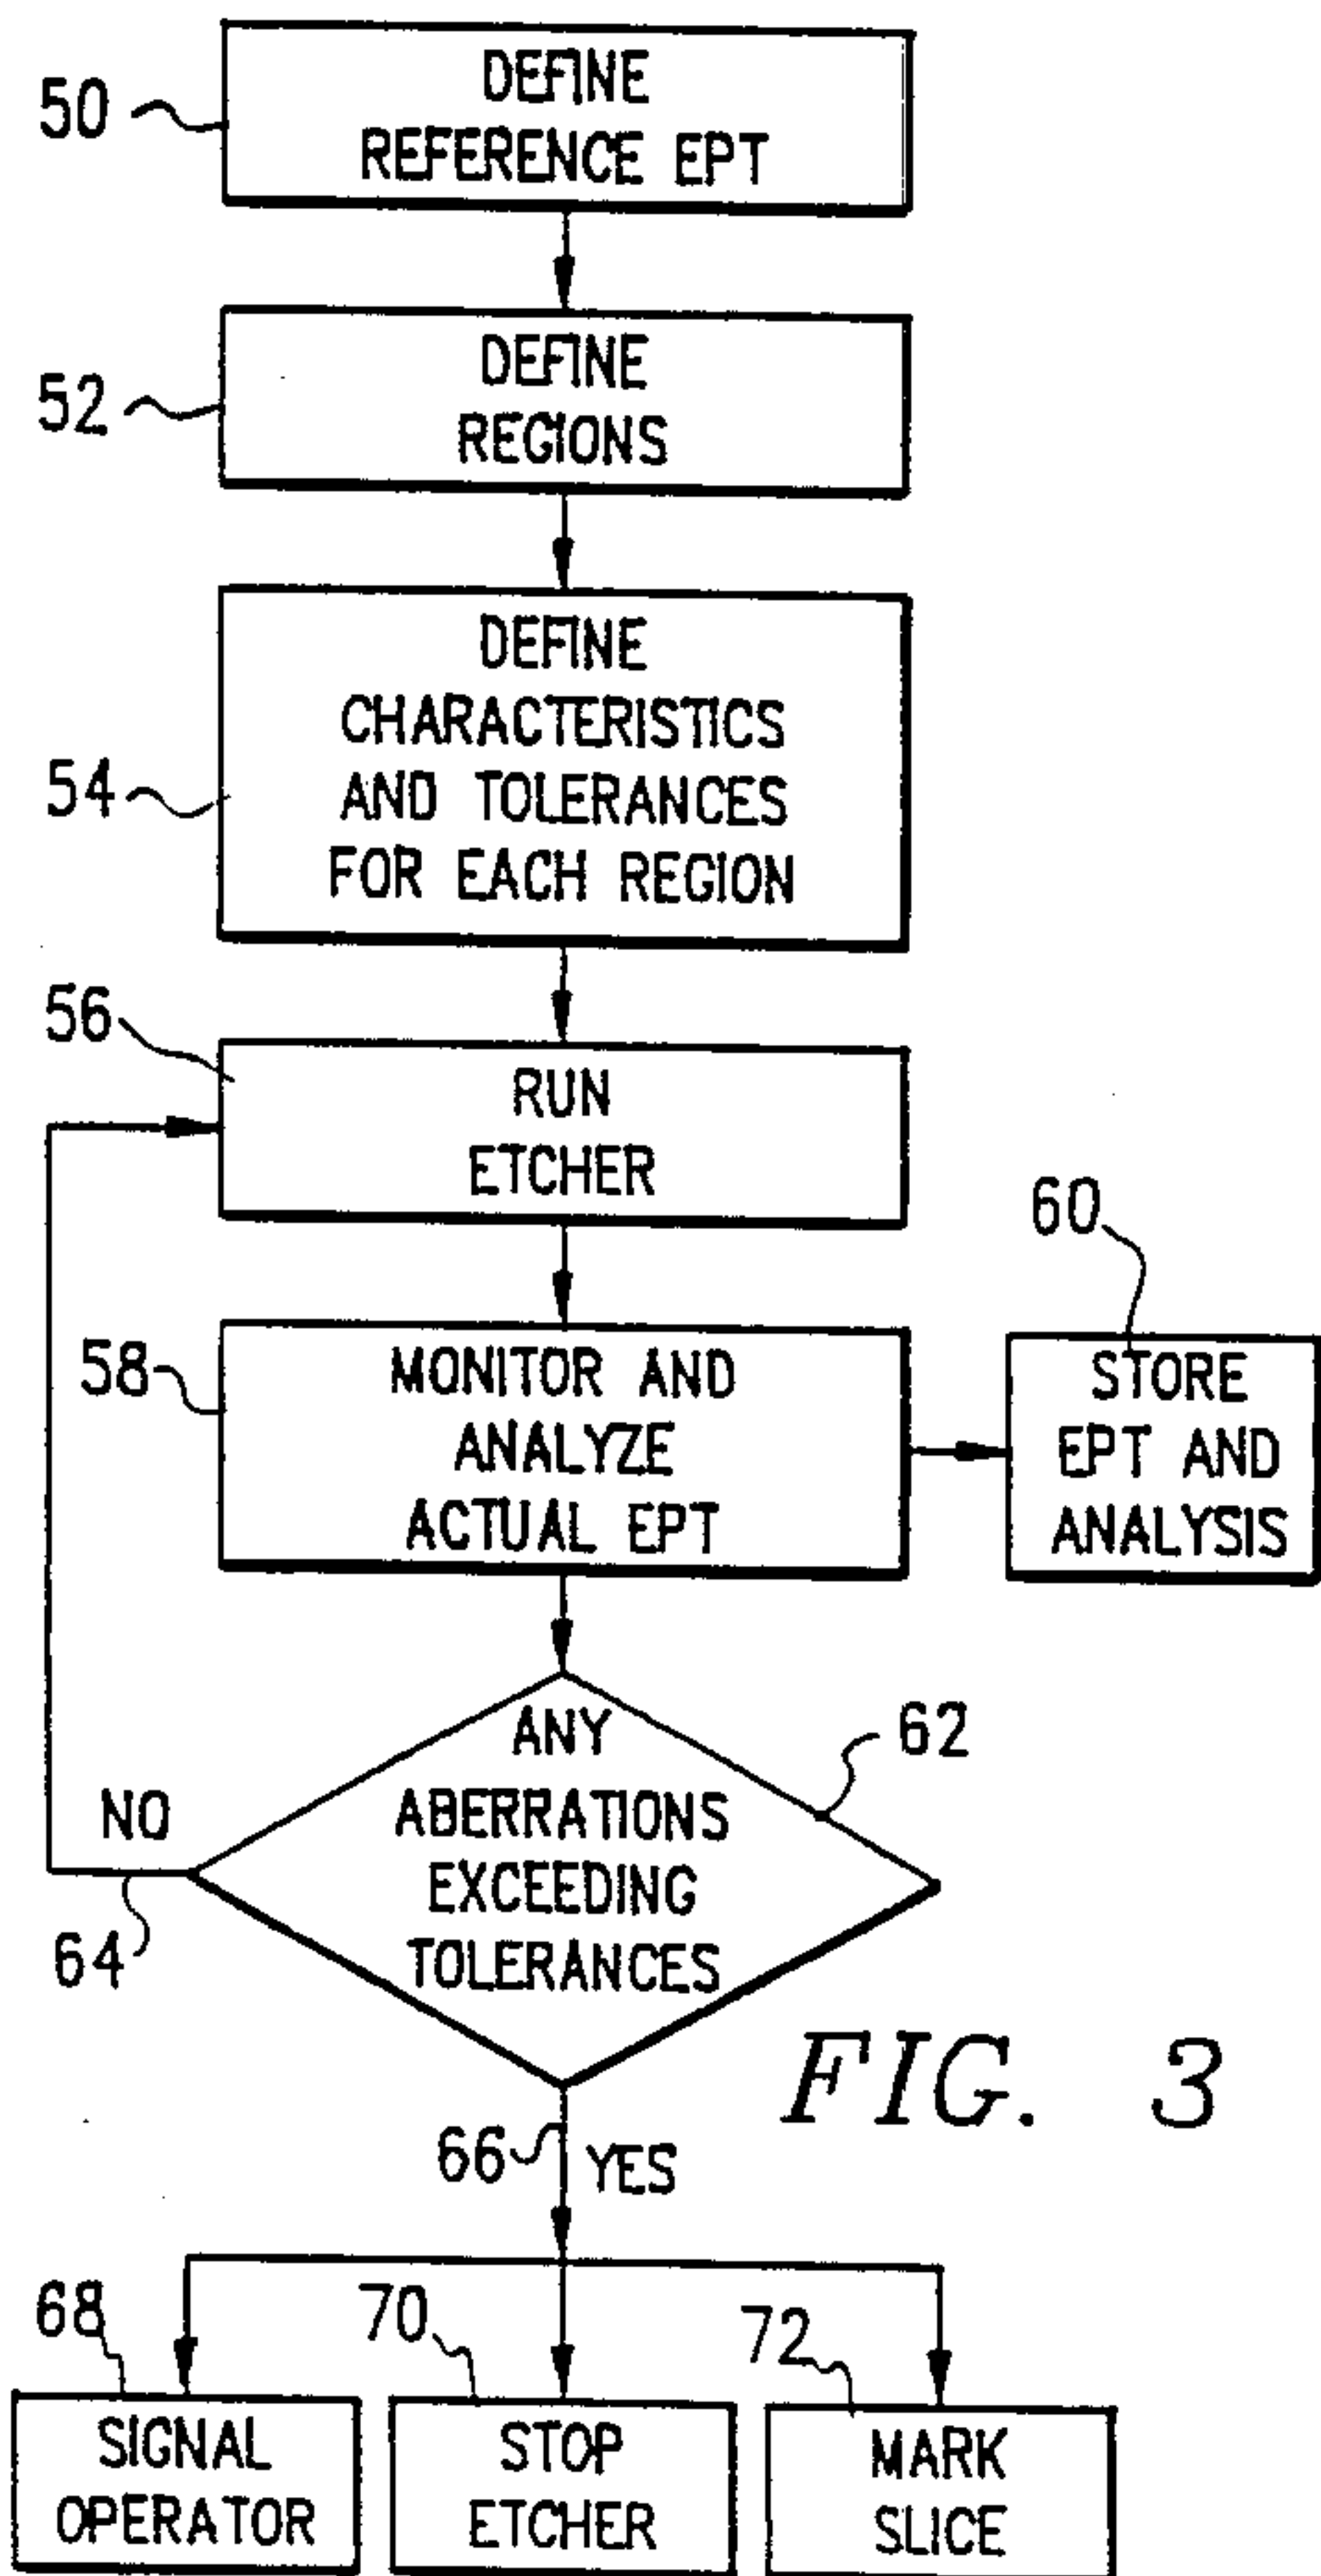 50
DEFINE
REFERENCE EPT
52
DEFINE
REGIONS
54
DEFINE
CHARACTERISTICS
AND TOLERANCES
FOR EACH REGION
56
RUN
ETCHER
58
MONITOR AND
ANALYZE
ACTUAL EPT
60
STORE
EPT AND
ANALYSIS
62
ANY
ABERRATIONS
EXCEEDING
TOLERANCES
NO
64
FIG. 3
66
YES
68
SIGNAL
OPERATOR
70
STOP
ETCHER
72
MARK
SLICE